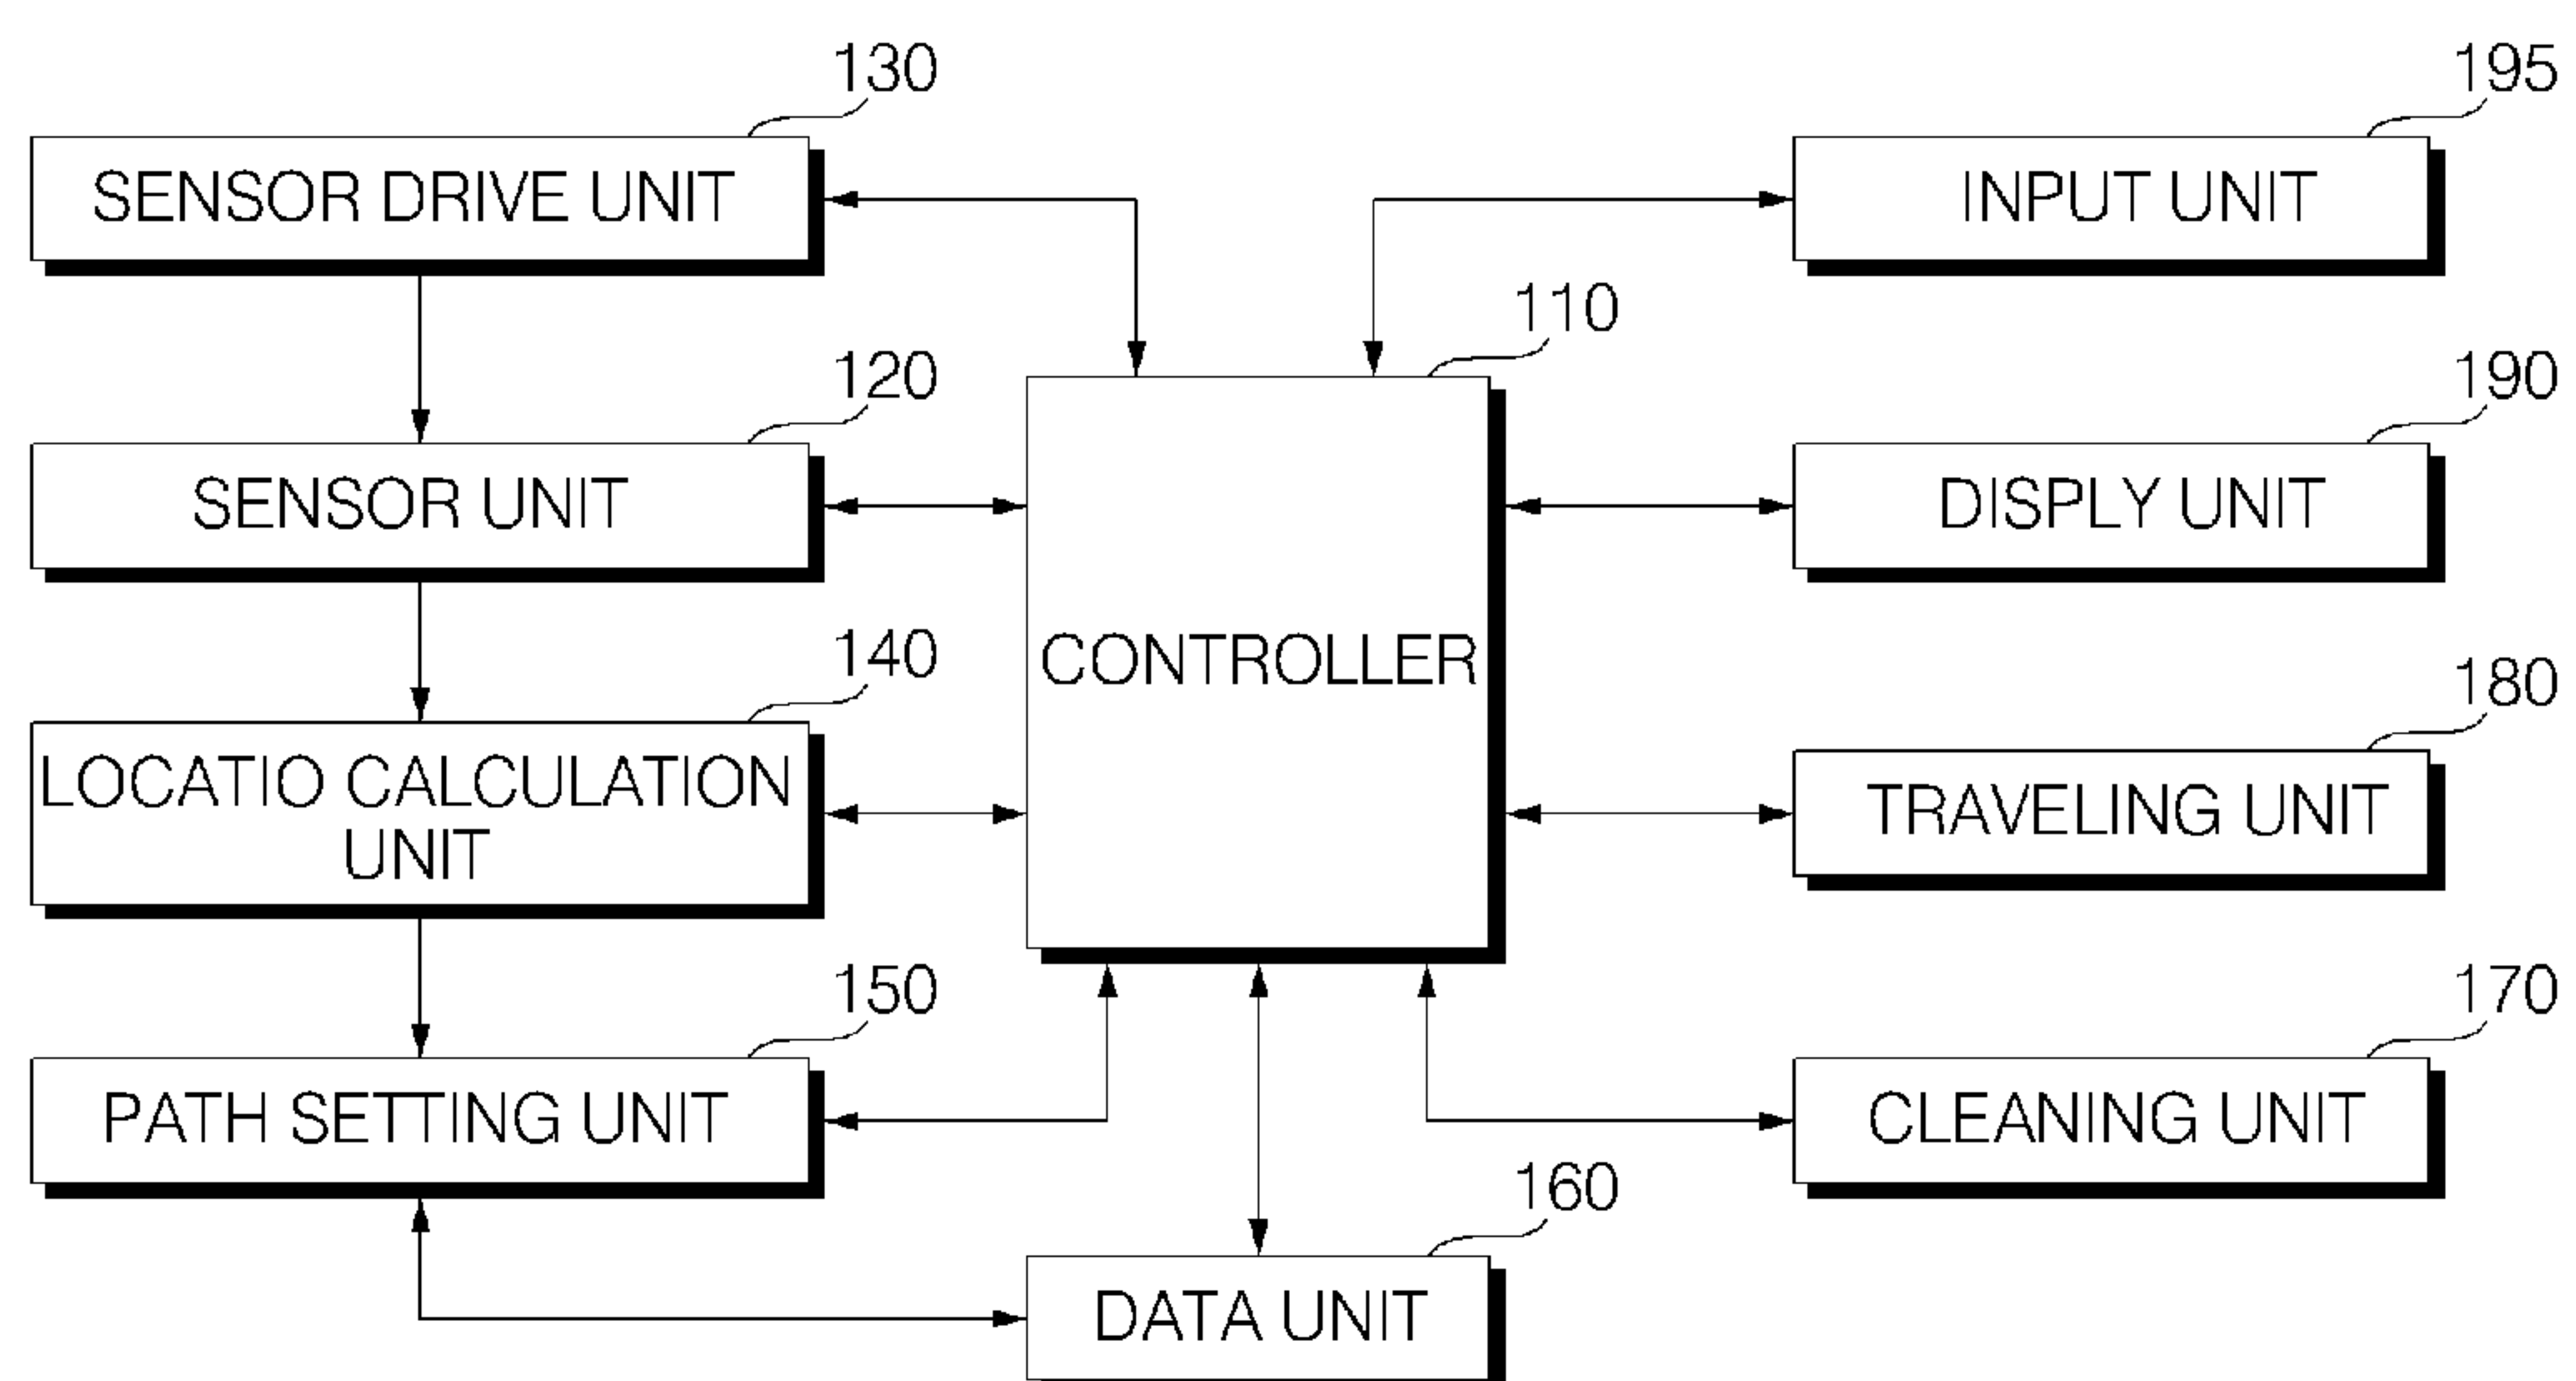 130
SENSOR DRIVE UNIT
195
INPUT UNIT
110
CONTROLLER
120
SENSOR UNIT
190
DISPLY UNIT
140
LOCATIO CALCULATION
UNIT
180
TRAVELING UNIT
150
PATH SETTING UNIT
170
CLEANING UNIT
160
DATA UNIT